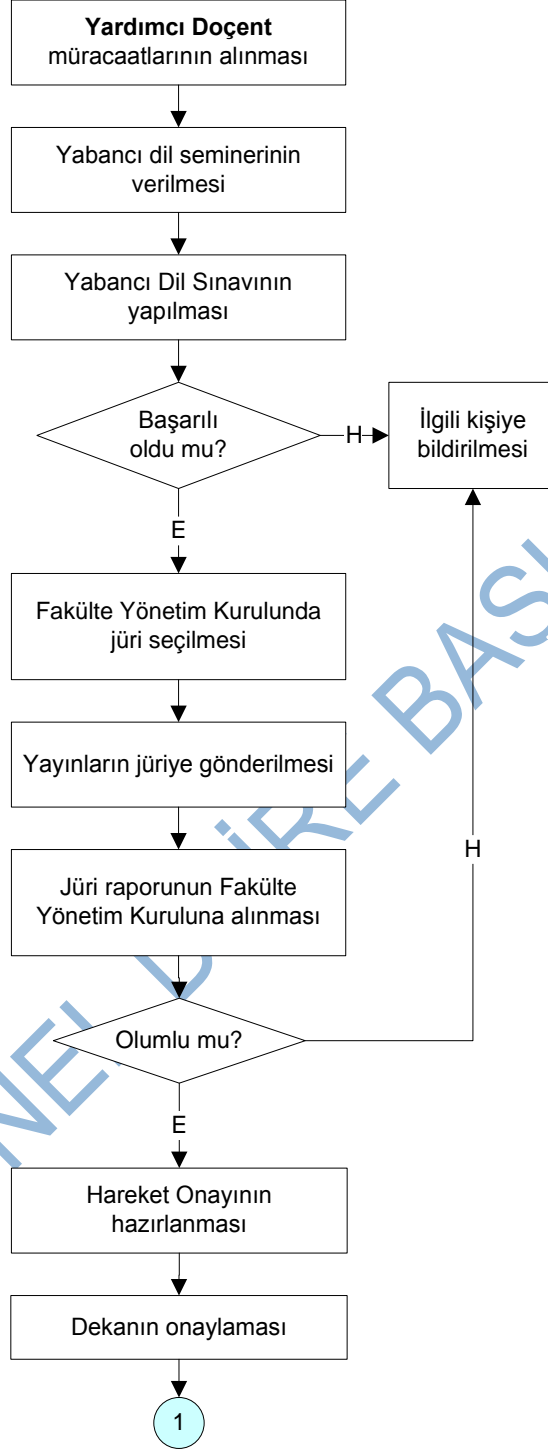 Yardımcı Doçent
müracaatlarının alınması
Yabancı dil seminerinin
verilmesi
Yabancı Dil Sınavının
yapılması
Başarılı
oldu mu?
H
İlgili kişiye
bildirilmesi
E
Fakülte Yönetim Kurulunda
jüri seçilmesi
Yayınların jüriye gönderilmesi
Jüri raporunun Fakülte
Yönetim Kuruluna alınması
H
Olumlu mu?
E
Hareket Onayının
hazırlanması
Dekanın onaylaması
1